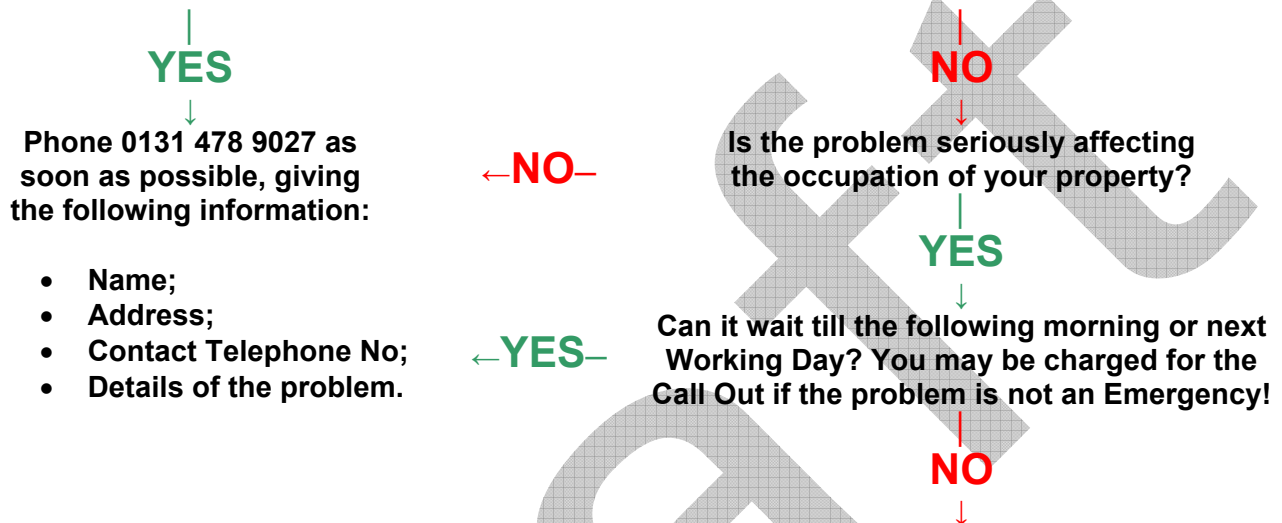 YES
Phone 0131 478 9027 as
soon as possible, giving
the following information:
• Name;
• Address;
• Contact Telephone No;
• Details of the problem.
NO
↓
Is the problem seriously affecting
the occupation of your property?
←NO–
YES
↓
Can it wait till the following morning or next
Working Day? You may be charged for the
Call Out if the problem is not an Emergency!
←YES–
NO
↓